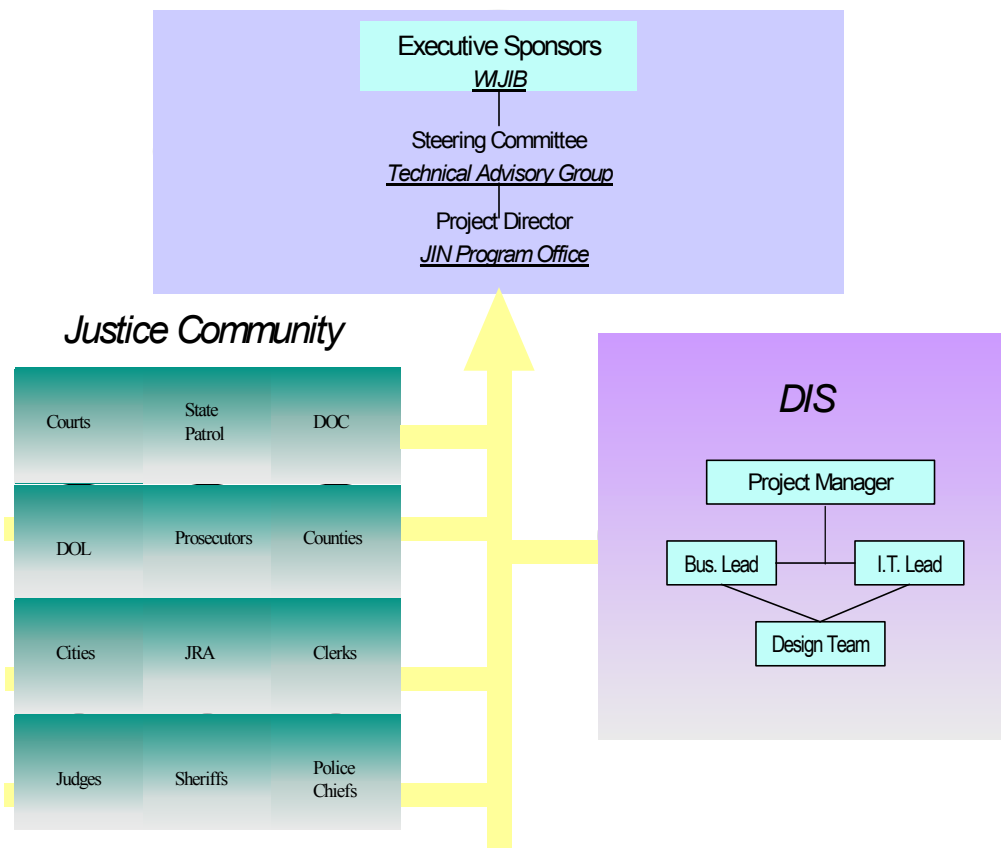 Executive Sponsors
WIJIB
Steering Committee
Technical Advisory Group
Project Director
JIN Program Office
Justice Community
Courts
State
Patrol
DOC
DOL
Prosecutors
Counties
Cities
JRA
Clerks
Judges
Sheriffs
Police
Chiefs
DIS
Project Manager
Bus. Lead
I.T. Lead
Design Team